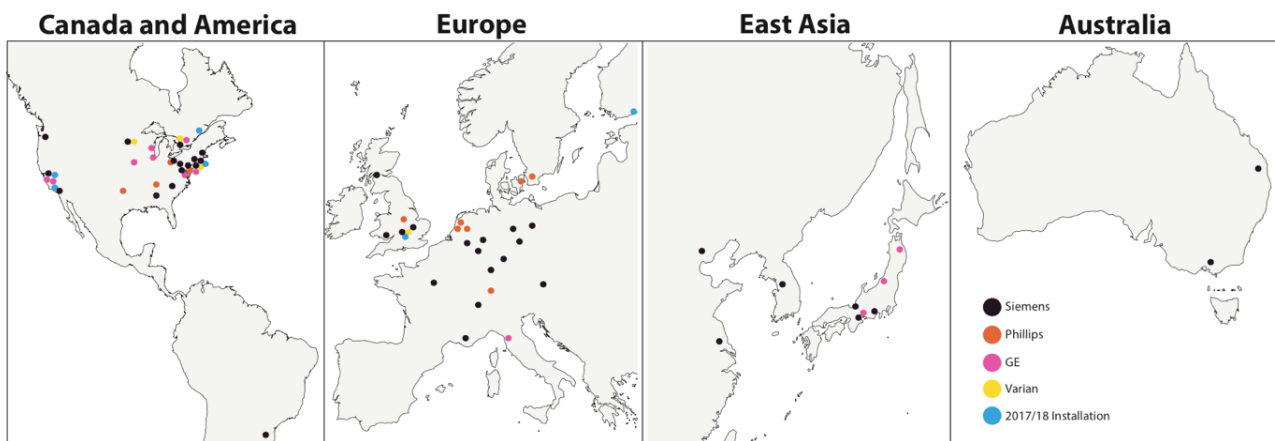 Canada and America
Europe
East Asia
Australia
Siemens
Phillips
GE
Varian
2017/18 Installation